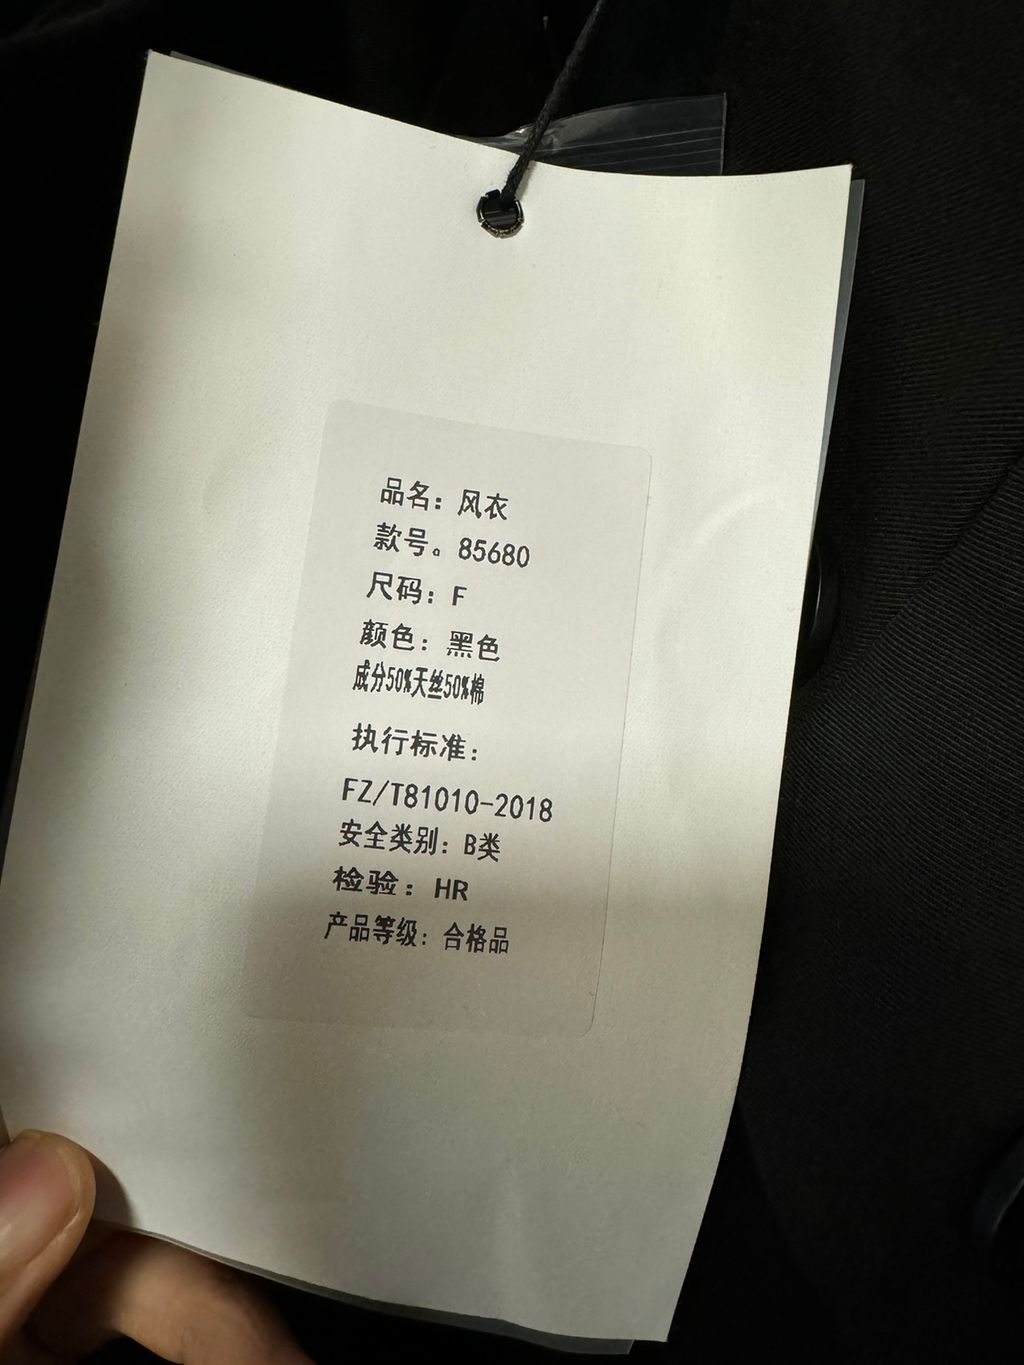 品名：风衣
款号。85680
尺码：F
颜色：黑色
成分50%天丝50%棉
执行标准：
FZ/T81010-2018
安全类别：B类
检验：HR
产品等级：合格品